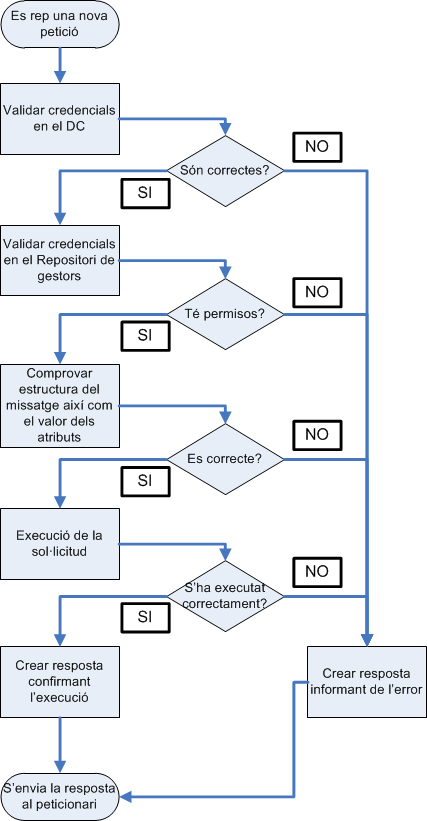 Es rep una nova
petició
Validar credencials
en el DC
NO
Són correctes?
SI
Validar credencials
en el Repositori de
gestors
NO
Té permisos?
SI
Comprovar
estructura del
missatge així com
el valor dels
atributs
NO
Es correcte?
SI
Execució de la
sol·licitud
NO
S'ha executat
correctament?
SI
Crear resposta
confirmant
l'execució
Crear resposta
informant de l'error
S'envia la resposta
al peticionari